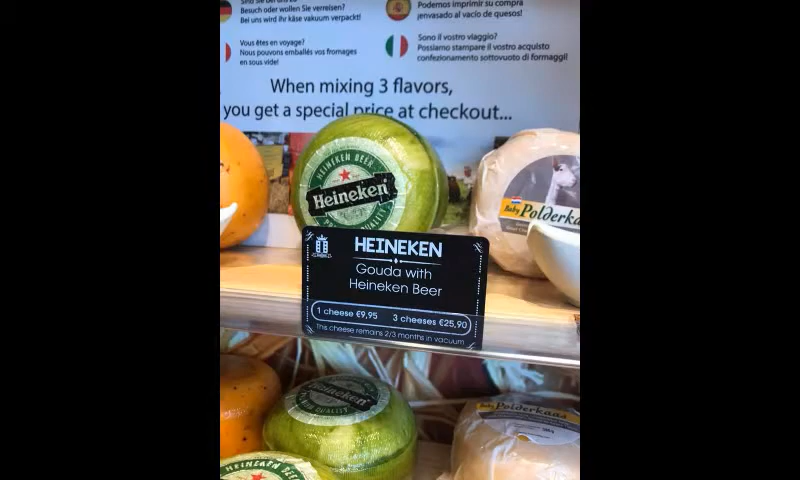 Besuch oder wollen Sie verreisen?
Bei uns wird Ihr käse vakuum verpackt!
Podemos imprimir su compra
¡envasado al vacío de quesos!
Vous êtes en voyage?
Nous pouvons emballés vos fromages
en sous vide!
Sono il vostro viaggio?
Possiamo stampare il vostro acquisto
confezionamento sottovuoto di formaggi!
When mixing 3 flavors,
you get a special price at checkout...
HEINEKEN BEER
Heineken
QUALITY
Baby Polderka
HEINEKEN
Gouda with
Heineken Beer
1 cheese €9,95 3 cheeses €25,90
This cheese remains 2/3 months in vacuum
Heineken
QUALITY
Baby Polderkaas
HEINEKEN BEER